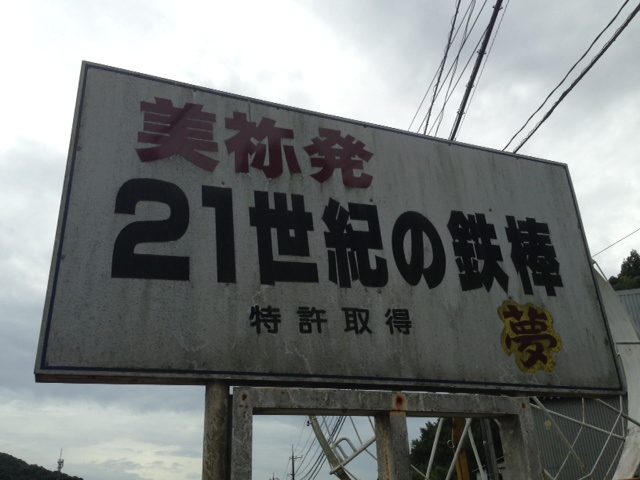 美祢発
21世紀の鉄棒
特許取得
夢